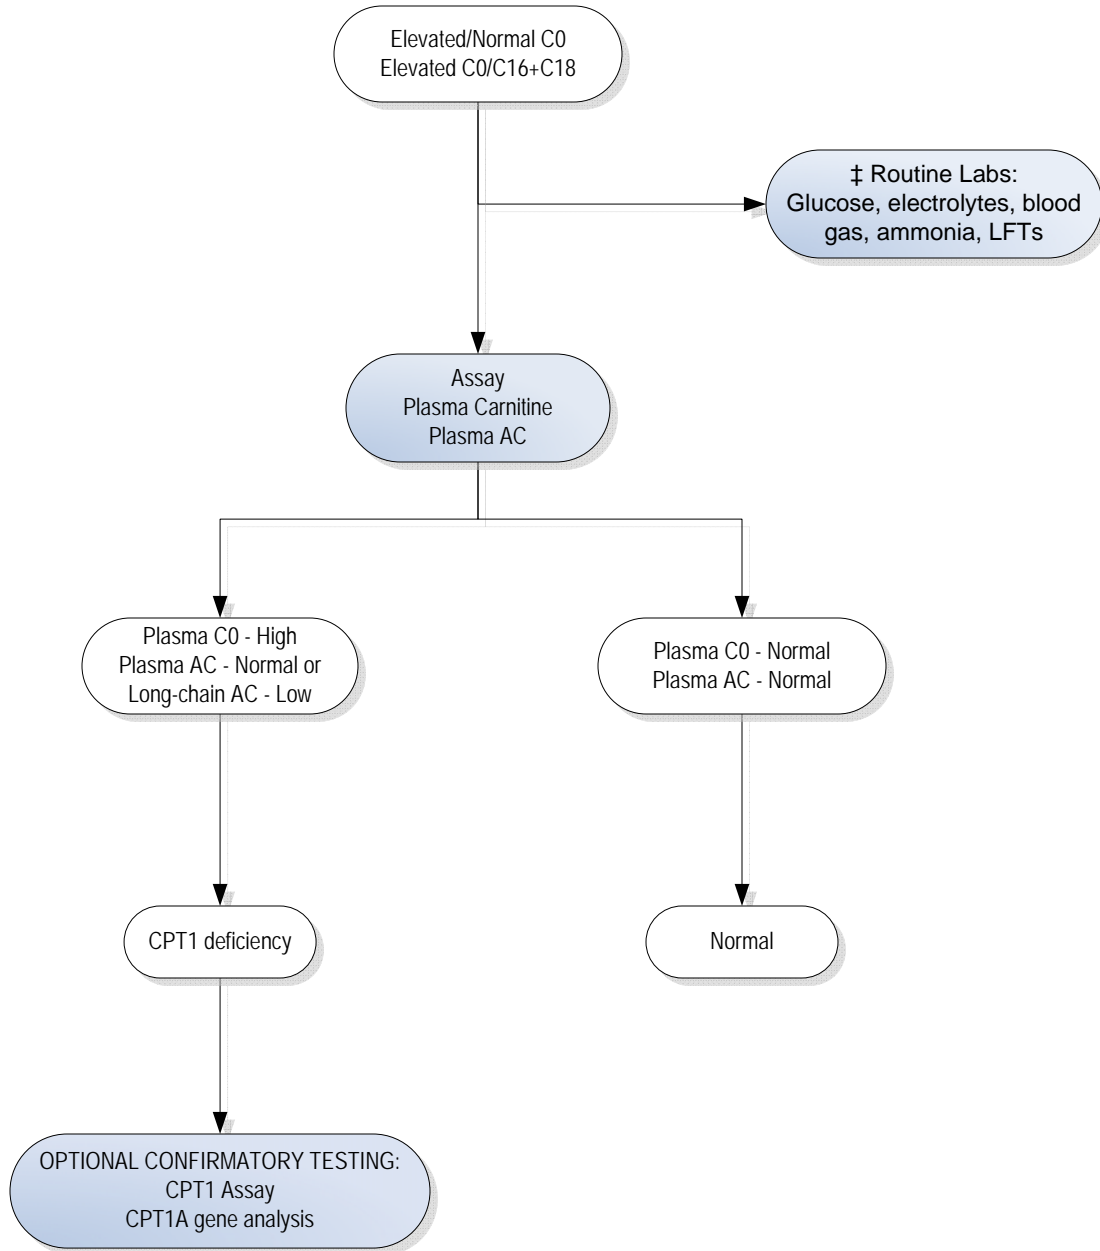 Elevated/Normal C0
Elevated C0/C16+C18
‡ Routine Labs:
Glucose, electrolytes, blood
gas, ammonia, LFTs
Assay
Plasma Carnitine
Plasma AC
Plasma C0 - High
Plasma AC - Normal or
Long-chain AC - Low
Plasma C0 - Normal
Plasma AC - Normal
CPT1 deficiency
Normal
OPTIONAL CONFIRMATORY TESTING:
CPT1 Assay
CPT1A gene analysis